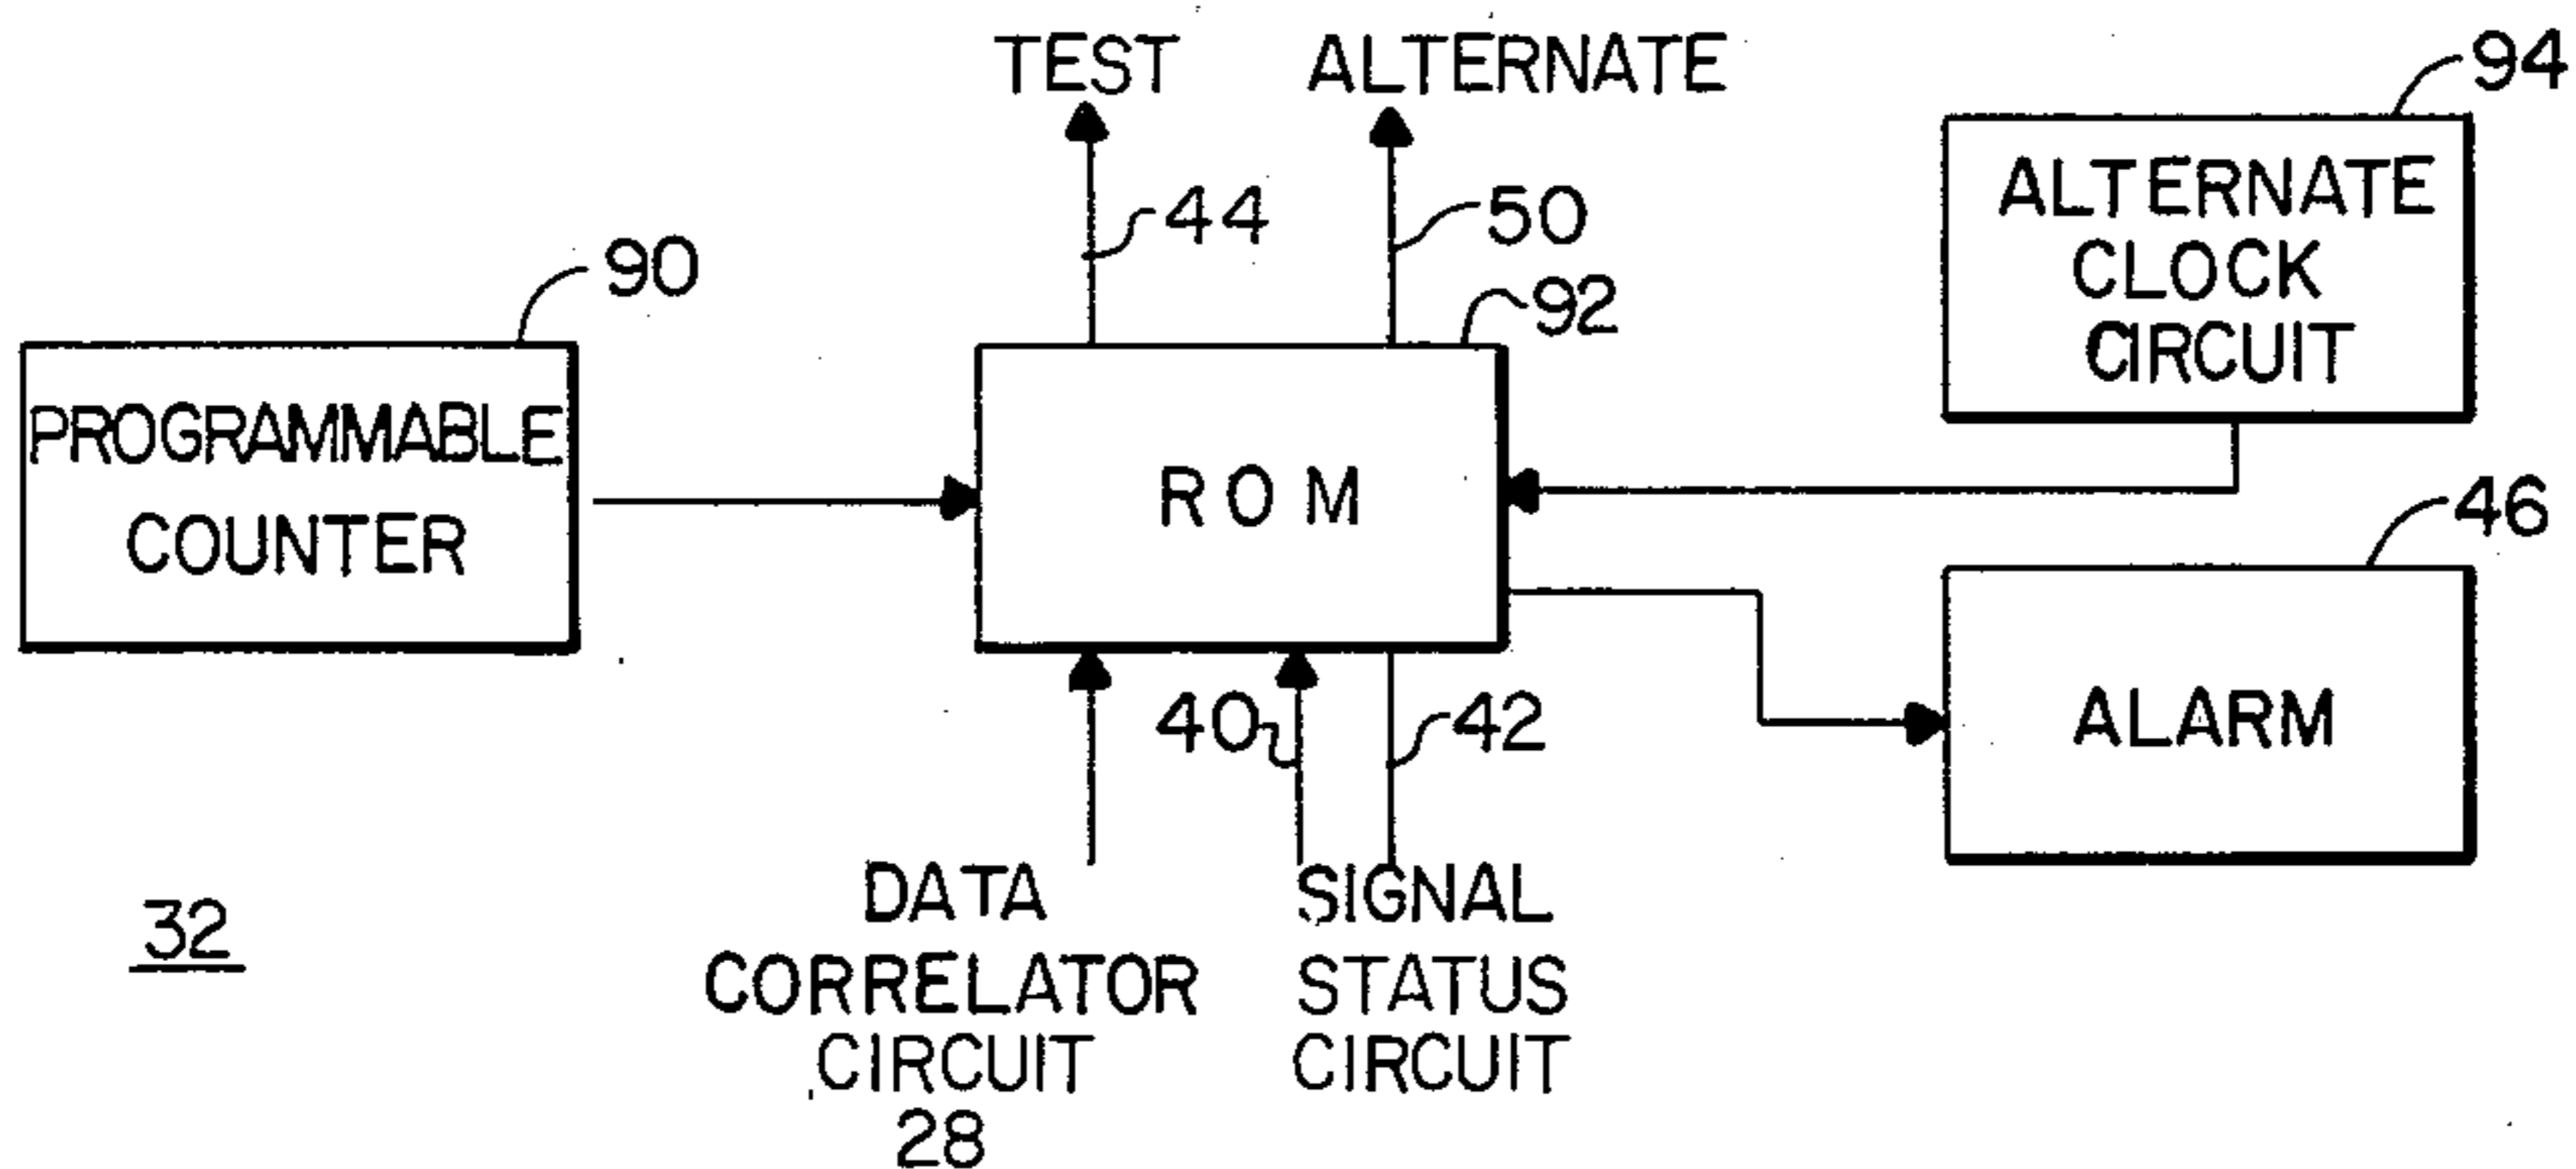 TEST
ALTERNATE
94
44
50
ALTERNATE
CLOCK
CIRCUIT
90
92
PROGRAMMABLE
COUNTER
ROM
46
40
42
ALARM
32
DATA
CORRELATOR
CIRCUIT
28
SIGNAL
STATUS
CIRCUIT